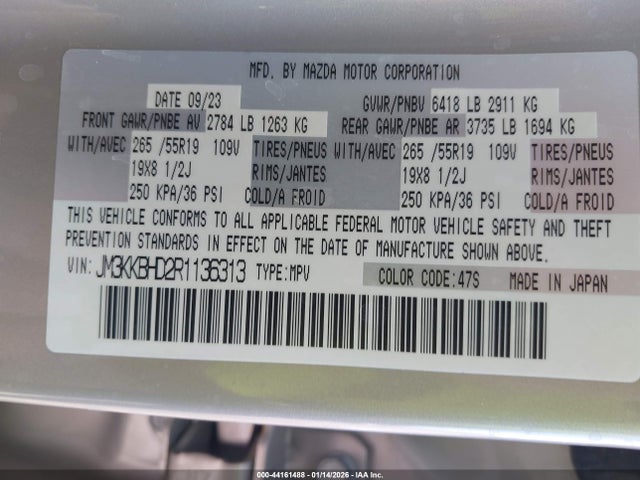 MFD. BY MAZDA MOTOR CORPORATION
DATE 09/23 GVWR/PNBV 6418 LB 2911 KG
FRONT GAWR/PNBE AV 2784 LB 1263 KG REAR GAWR/PNBE AR 3735 LB 1694 KG
WITH/AVEC 265 /55R19 109V TIRES/PNEUS WITH/AVEC 265 /55R19 109V TIRES/PNEUS
19X8 1/2J RIMS/JANTES 19X8 1/2J RIMS/JANTES
250 KPA/36 PSI COLD/A FROID 250 KPA/36 PSI COLD/A FROID
THIS VEHICLE CONFORMS TO ALL APPLICABLE FEDERAL MOTOR VEHICLE SAFETY AND THEFT
PREVENTION STANDARDS IN EFFECT ON THE DATE OF MANUFACTURE SHOWN ABOVE.
VIN: JM3KKBHD2R1136313 TYPE:MPV COLOR CODE:47S MADE IN JAPAN
000-44161488 - 01/14/2026 - IAA Inc.